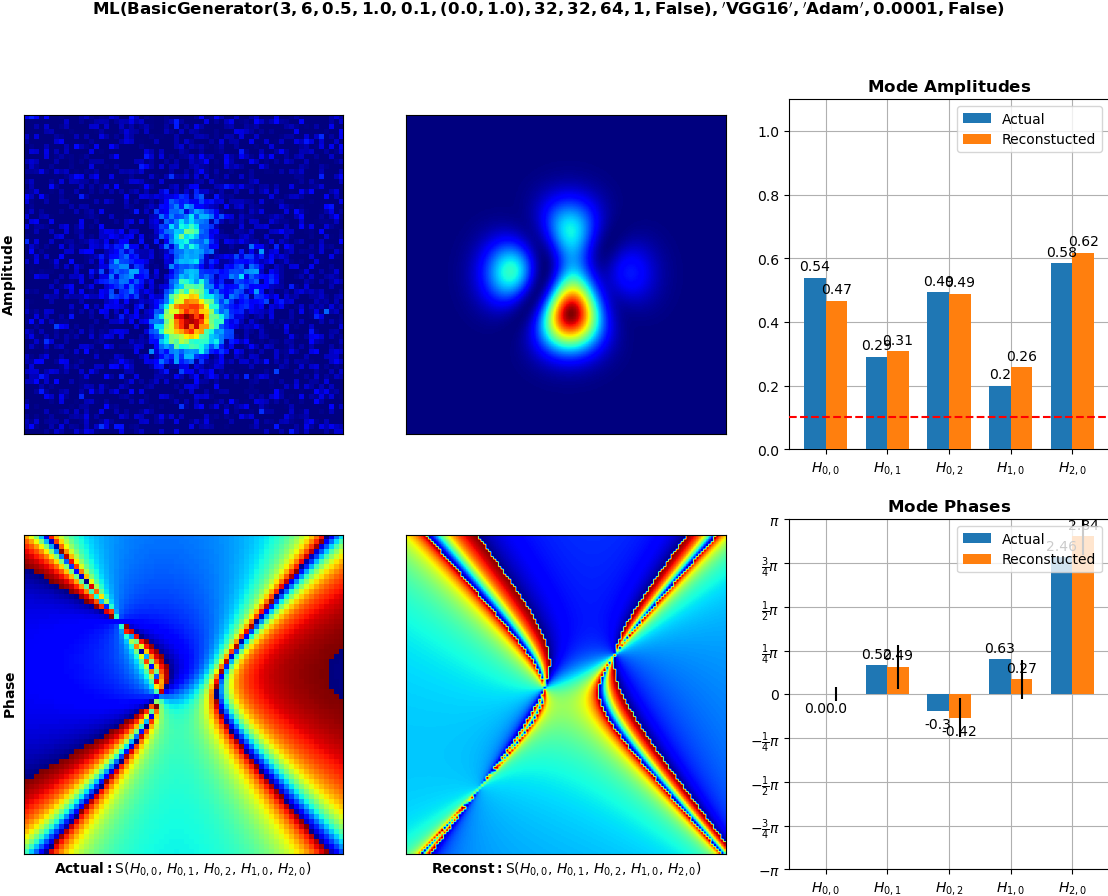 ML(BasicGenerator(3, 6, 0.5, 1.0, 0.1, (0.0, 1.0), 32, 32, 64, 1, False), ′VGG16′, ′Adam′, 0.0001, False)
Amplitude
Mode Amplitudes
Actual
Reconstucted
1.0
0.8
0.6
0.4
0.2
0.0
0.54
0.47
0.29
0.31
0.49
0.49
0.2
0.26
0.58
0.62
H0,0 H0,1 H0,2 H1,0 H2,0
Phase
Actual: S(H0,0, H0,1, H0,2, H1,0, H2,0)
Reconst: S(H0,0, H0,1, H0,2, H1,0, H2,0)
Mode Phases
Actual
Reconstucted
π
3/4π
1/2π
1/4π
0
−1/4π
−1/2π
−3/4π
−π
0.0
0.0
0.52
0.49
-0.3
-0.42
0.63
0.27
2.46
2.84
H0,0 H0,1 H0,2 H1,0 H2,0